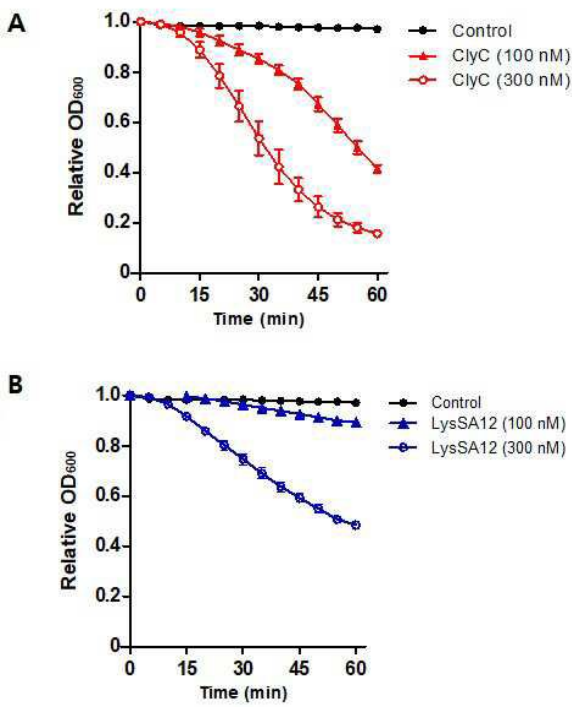 A
Relative OD600
1.0
0.8
0.6
0.4
0.2
0
0 15 30 45 60
Time (min)
Control
ClyC (100 nM)
ClyC (300 nM)
B
Relative OD600
1.0
0.8
0.6
0.4
0.2
0
0 15 30 45 60
Time (min)
Control
LysSA12 (100 nM)
LysSA12 (300 nM)